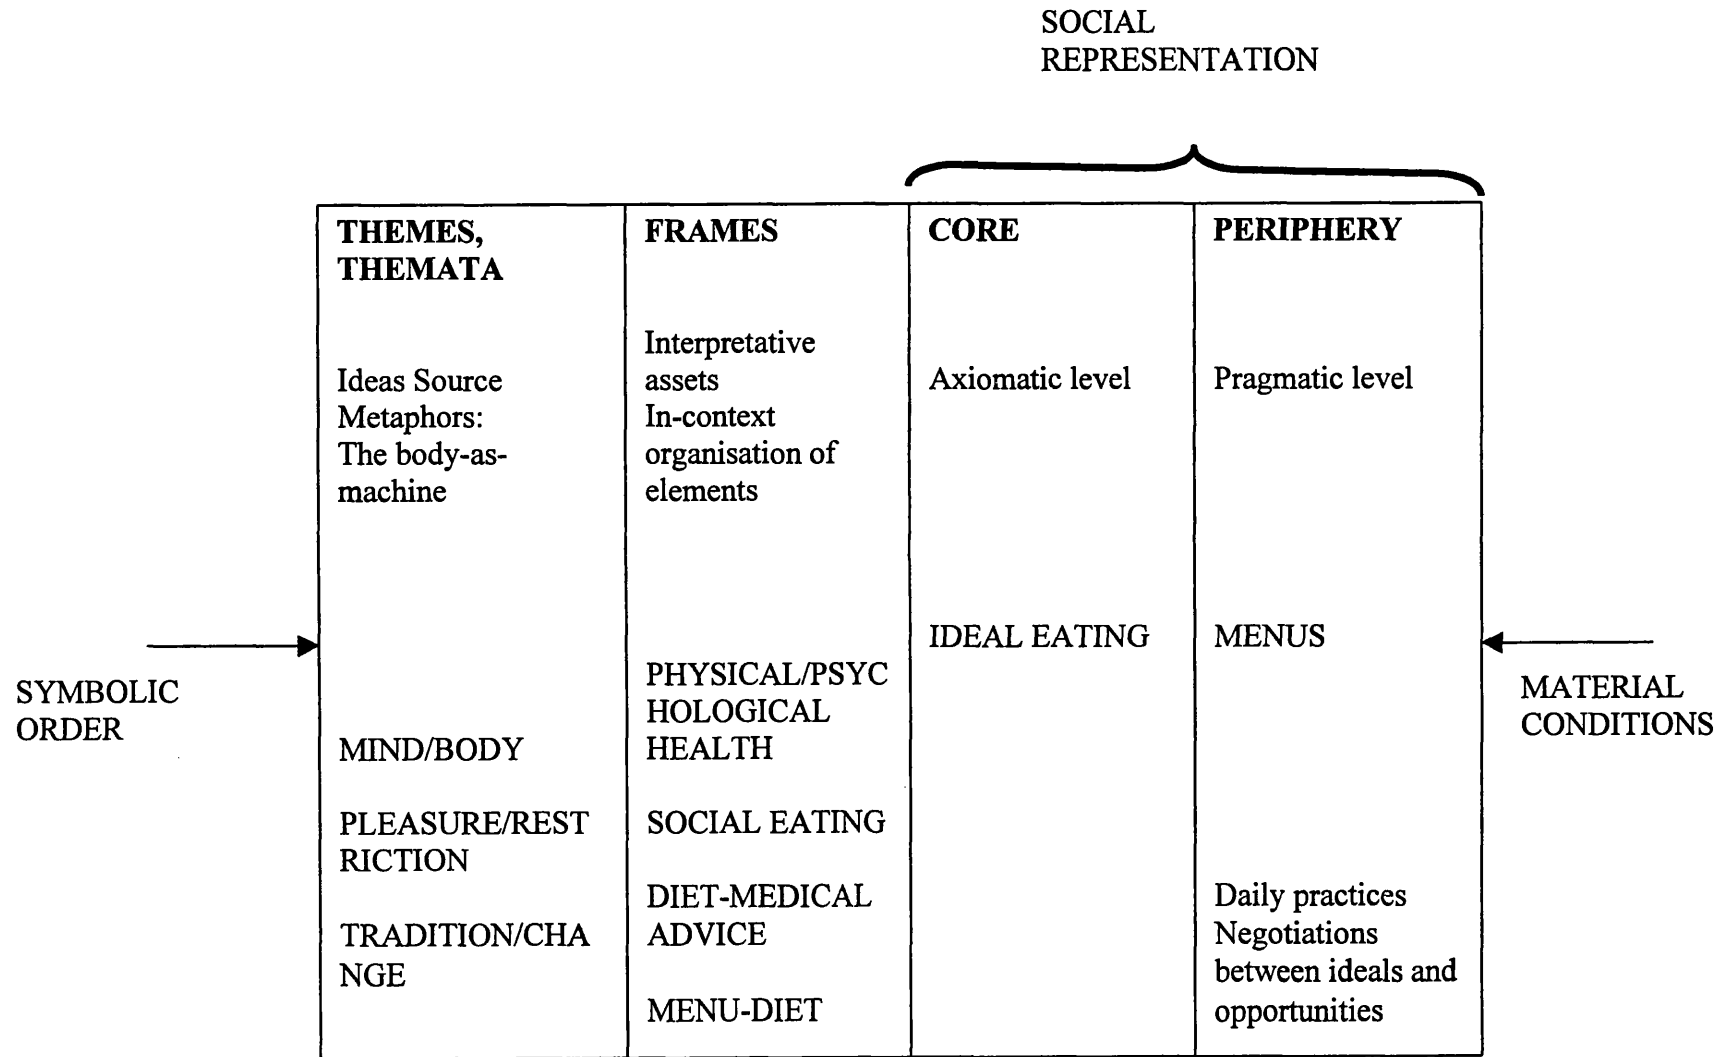 SOCIAL
REPRESENTATION
THEMES,
THEMATA
Ideas Source
Metaphors:
The body-as-
machine
MIND/BODY
PLEASURE/REST
RICTION
TRADITION/CHA
NGE
FRAMES
Interpretative
assets
In-context
organisation of
elements
PHYSICAL/PSYC
HOLOGICAL
HEALTH
SOCIAL EATING
DIET-MEDICAL
ADVICE
MENU-DIET
CORE
Axiomatic level
IDEAL EATING
PERIPHERY
Pragmatic level
MENUS
Daily practices
Negotiations
between ideals and
opportunities
SYMBOLIC
ORDER
MATERIAL
CONDITIONS